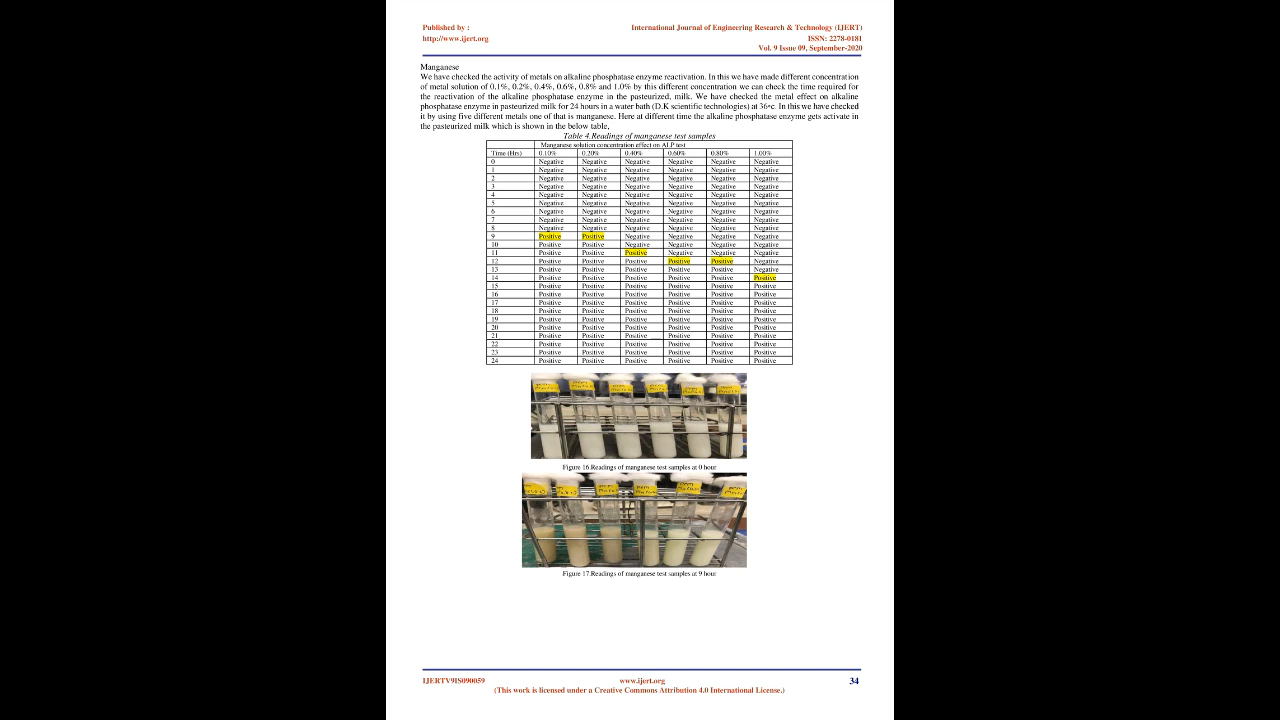 Published by :
International Journal of Engineering Research & Technology (IJERT)
http://www.ijert.org
ISSN: 2278-0181
Vol. 9 Issue 09, September-2020
Manganese
We have checked the activity of metals on alkaline phosphatase enzyme reactivation. In this we have made different concentration
of metal solution of 0.1%, 0.2%, 0.4%, 0.6%, 0.8% and 1.0% by this different concentration we can check the time required for
the reactivation of the alkaline phosphatase enzyme in the pasteurized, milk. We have checked the metal effect on alkaline
phosphatase enzyme in pasteurized milk for 24 hours in a water bath (D.K scientific technologies) at 36°c. In this we have checked
it by using five different metals one of that is manganese. Here at different time the alkaline phosphatase enzyme gets activate in
the pasteurized milk which is shown in the below table,
Table 4.Readings of manganese test samples
Manganese solution concentration effect on ALP test
Time (Hrs) 0.10% 0.20% 0.40% 0.60% 0.80% 1.00%
0 Negative Negative Negative Negative Negative Negative
1 Negative Negative Negative Negative Negative Negative
2 Negative Negative Negative Negative Negative Negative
3 Negative Negative Negative Negative Negative Negative
4 Negative Negative Negative Negative Negative Negative
5 Negative Negative Negative Negative Negative Negative
6 Negative Negative Negative Negative Negative Negative
7 Negative Negative Negative Negative Negative Negative
8 Negative Negative Negative Negative Negative Negative
9 Positive Positive Negative Negative Negative Negative
10 Positive Positive Negative Negative Negative Negative
11 Positive Positive Positive Negative Negative Negative
12 Positive Positive Positive Positive Positive Negative
13 Positive Positive Positive Positive Positive Negative
14 Positive Positive Positive Positive Positive Positive
15 Positive Positive Positive Positive Positive Positive
16 Positive Positive Positive Positive Positive Positive
17 Positive Positive Positive Positive Positive Positive
18 Positive Positive Positive Positive Positive Positive
19 Positive Positive Positive Positive Positive Positive
20 Positive Positive Positive Positive Positive Positive
21 Positive Positive Positive Positive Positive Positive
22 Positive Positive Positive Positive Positive Positive
23 Positive Positive Positive Positive Positive Positive
24 Positive Positive Positive Positive Positive Positive
Figure 16.Readings of manganese test samples at 0 hour
Figure 17.Readings of manganese test samples at 9 hour
IJERTV9IS090059
www.ijert.org
34
(This work is licensed under a Creative Commons Attribution 4.0 International License.)